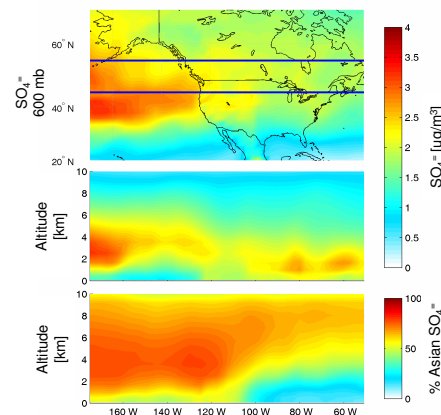 SO₄⁼
600 mb
60° N
40° N
20° N
4
3.5
3
2.5
2
1.5
1
0.5
0
SO₄⁼ [ug/m³]
Altitude
[km]
10
8
6
4
2
0
Altitude
[km]
10
8
6
4
2
0
160 W
140 W
120 W
100 W
80 W
60 W
100
50
0
% Asian SO₄⁼